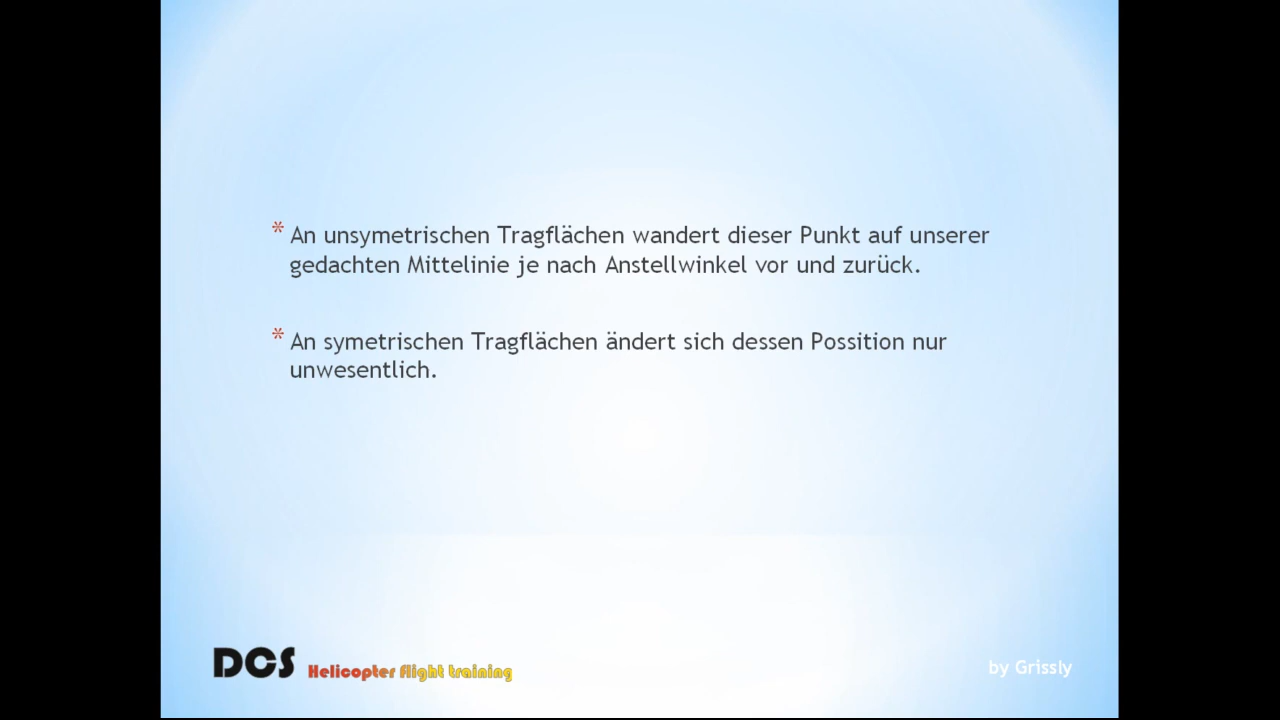 * An unsymetrischen Tragflächen wandert dieser Punkt auf unserer
gedachten Mittelinie je nach Anstellwinkel vor und zurück.
* An symetrischen Tragflächen ändert sich dessen Possition nur
unwesentlich.
DCS Helicopter flight training
by Grissly